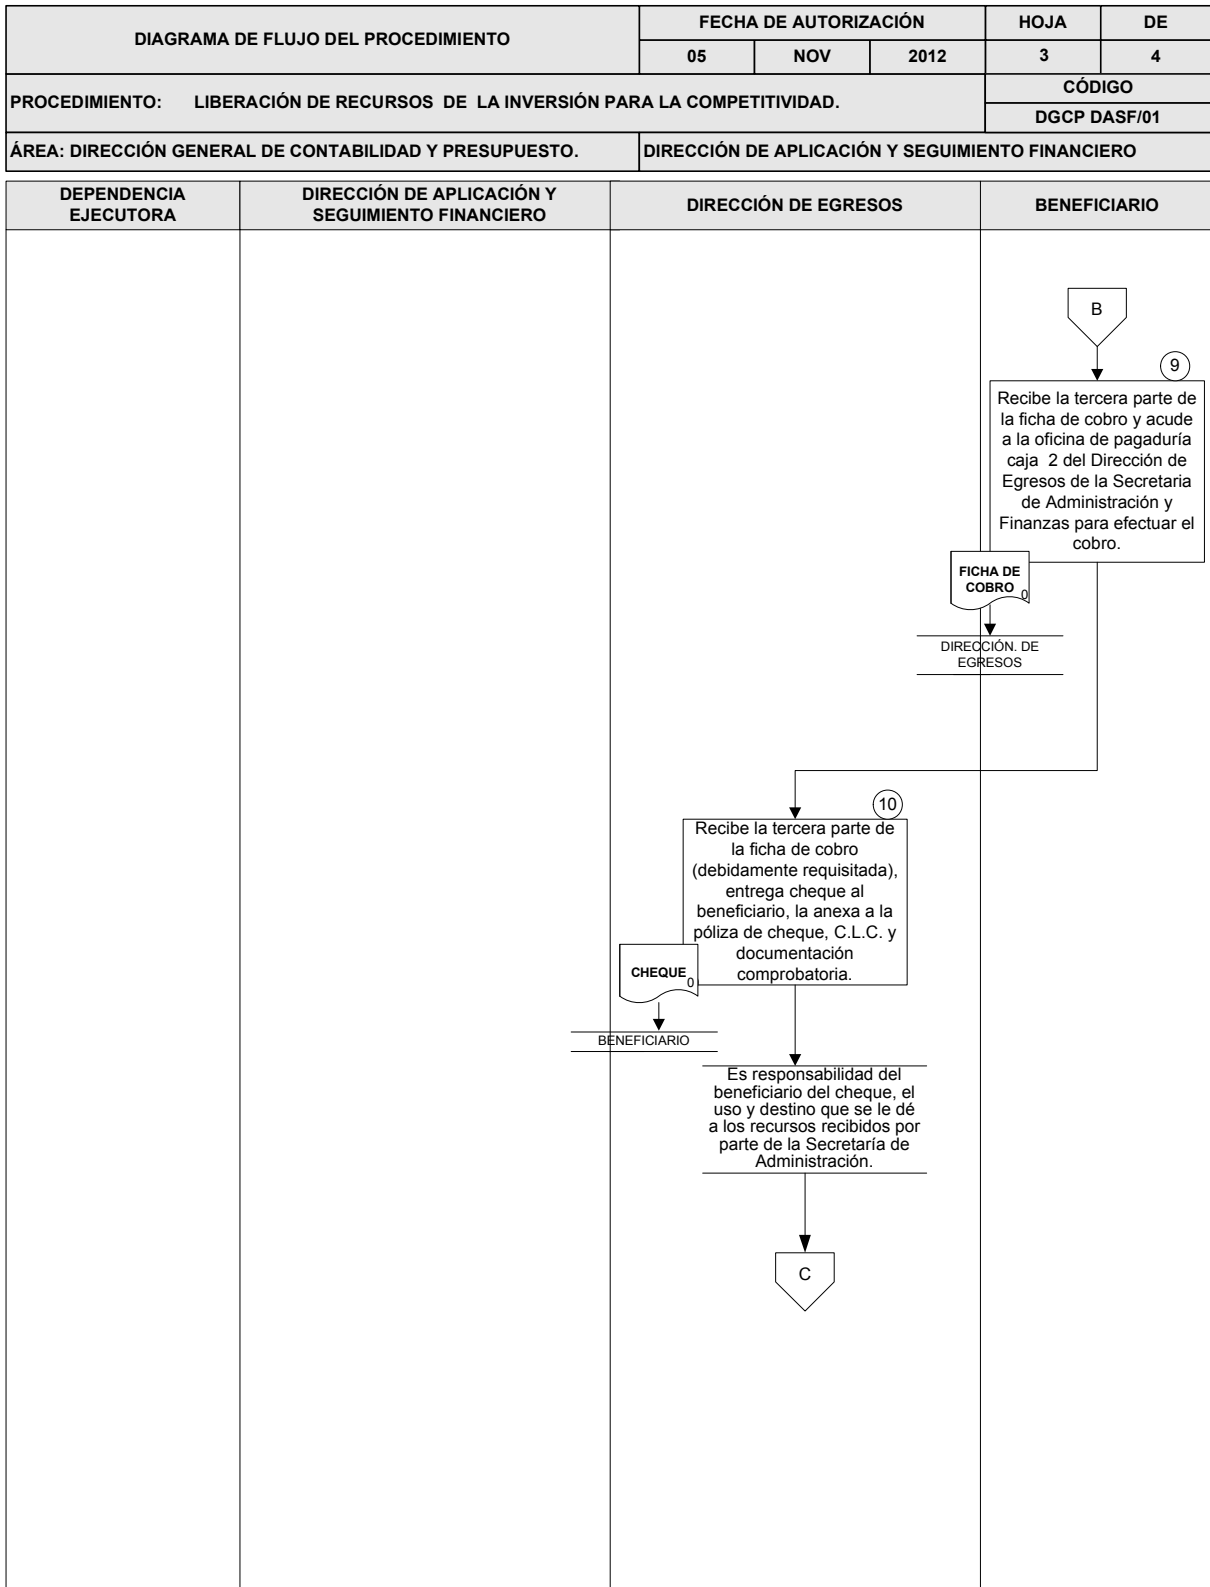 DIAGRAMA DE FLUJO DEL PROCEDIMIENTO
FECHA DE AUTORIZACIÓN
HOJA
DE
05
NOV
2012
3
4
PROCEDIMIENTO: LIBERACIÓN DE RECURSOS DE LA INVERSIÓN PARA LA COMPETITIVIDAD.
CÓDIGO
DGCP DASF/01
ÁREA: DIRECCIÓN GENERAL DE CONTABILIDAD Y PRESUPUESTO.
DIRECCIÓN DE APLICACIÓN Y SEGUIMIENTO FINANCIERO
DEPENDENCIA
EJECUTORA
DIRECCIÓN DE APLICACIÓN Y
SEGUIMIENTO FINANCIERO
DIRECCIÓN DE EGRESOS
BENEFICIARIO
B
9
Recibe la tercera parte de
la ficha de cobro y acude
a la oficina de pagaduría
caja 2 del Dirección de
Egresos de la Secretaria
de Administración y
Finanzas para efectuar el
cobro.
FICHA DE
COBRO
0
DIRECCIÓN. DE
EGRESOS
10
Recibe la tercera parte de
la ficha de cobro
(debidamente requisitada),
entrega cheque al
beneficiario, la anexa a la
póliza de cheque, C.L.C. y
documentación
comprobatoria.
CHEQUE
0
BENEFICIARIO
Es responsabilidad del
beneficiario del cheque, el
uso y destino que se le dé
a los recursos recibidos por
parte de la Secretaría de
Administración.
C